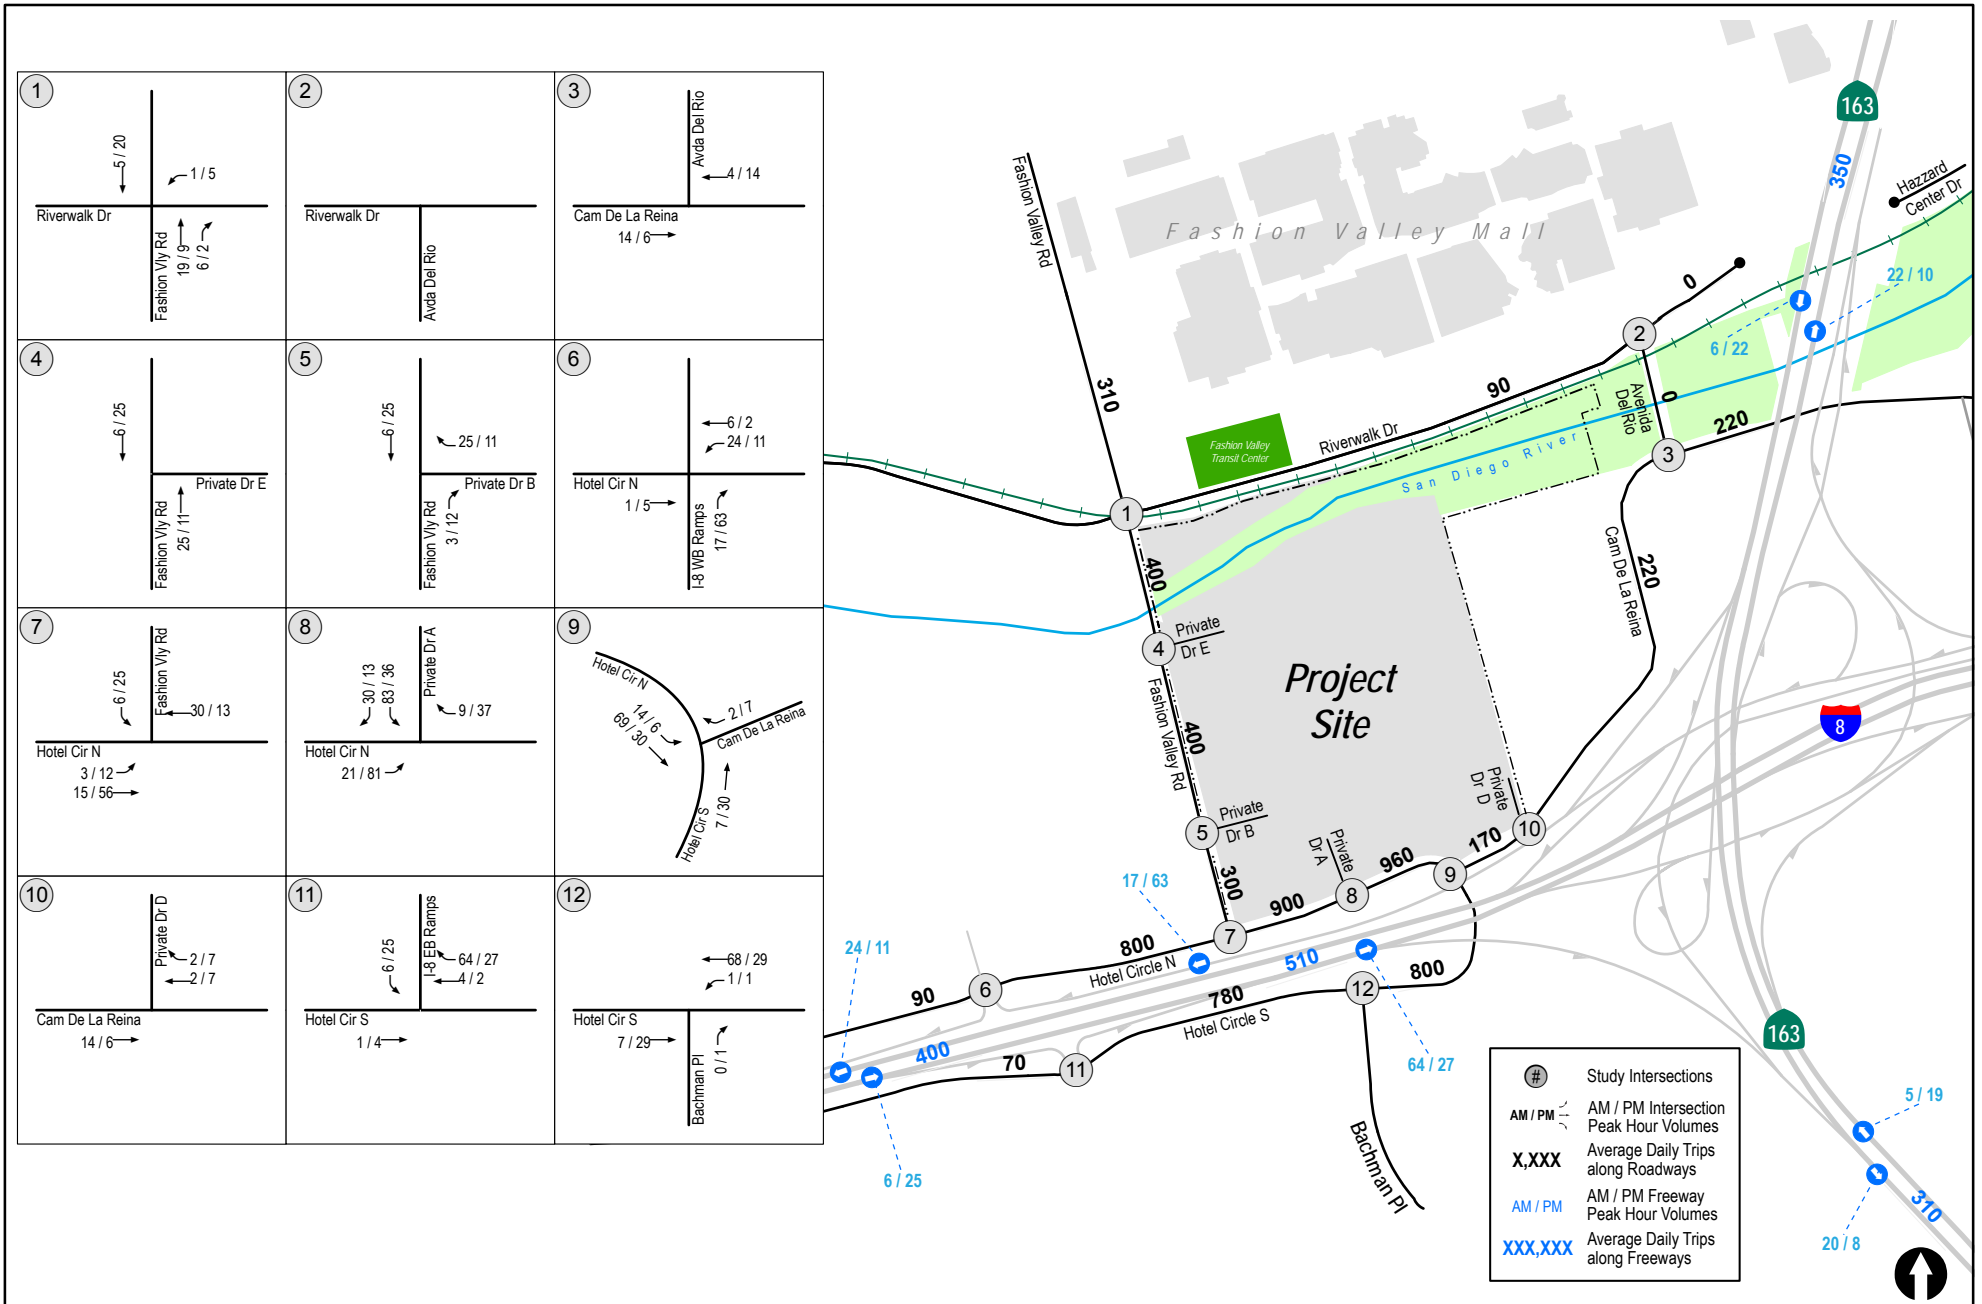 1
5 / 20
1 / 5
Riverwalk Dr
Fashion Vly Rd
19 / 9
6 / 2
2
Riverwalk Dr
Avda Del Rio
3
Avda Del Rio
4 / 14
Cam De La Reina
14 / 6
4
6 / 25
Private Dr E
Fashion Vly Rd
25 / 11
5
6 / 25
25 / 11
Private Dr B
Fashion Vly Rd
3 / 12
6
6 / 2
24 / 11
Hotel Cir N
1 / 5
I-8 WB Ramps
17 / 63
7
Fashion Vly Rd
6 / 25
30 / 13
Hotel Cir N
3 / 12
15 / 56
8
30 / 13
83 / 36
Private Dr A
9 / 37
Hotel Cir N
21 / 81
9
Hotel Cir N
14 / 6
69 / 30
2 / 7
Cam De La Reina
7 / 30
Hotel Cir S
10
Private Dr D
2 / 7
2 / 7
Cam De La Reina
14 / 6
11
6 / 25
I-8 EB Ramps
64 / 27
4 / 2
Hotel Cir S
1 / 4
12
68 / 29
1 / 1
Hotel Cir S
7 / 29
Bachman Pl
0 / 1
163
350
Hazzard
Center Dr
Fashion Valley Rd
Fashion Valley Mall
0
22 / 10
6 / 22
2
310
90
Avenida
Del Rio
0
220
Riverwalk Dr
Fashion Valley
Transit Center
San Diego River
3
1
400
Cam De La Reina
220
4
Private
Dr E
Project
Site
Fashion Valley Rd
400
8
Private
Dr D
5
Private
Dr B
10
Private
Dr A
170
960
9
300
17 / 63
900
8
7
24 / 11
800
Hotel Circle N
510
800
12
6
90
780
Hotel Circle S
400
70
11
64 / 27
163
6 / 25
Bachman Pl
5 / 19
310
20 / 8
#
Study Intersections
AM / PM
AM / PM Intersection
Peak Hour Volumes
X,XXX
Average Daily Trips
along Roadways
AM / PM
AM / PM Freeway
Peak Hour Volumes
XXX,XXX
Average Daily Trips
along Freeways